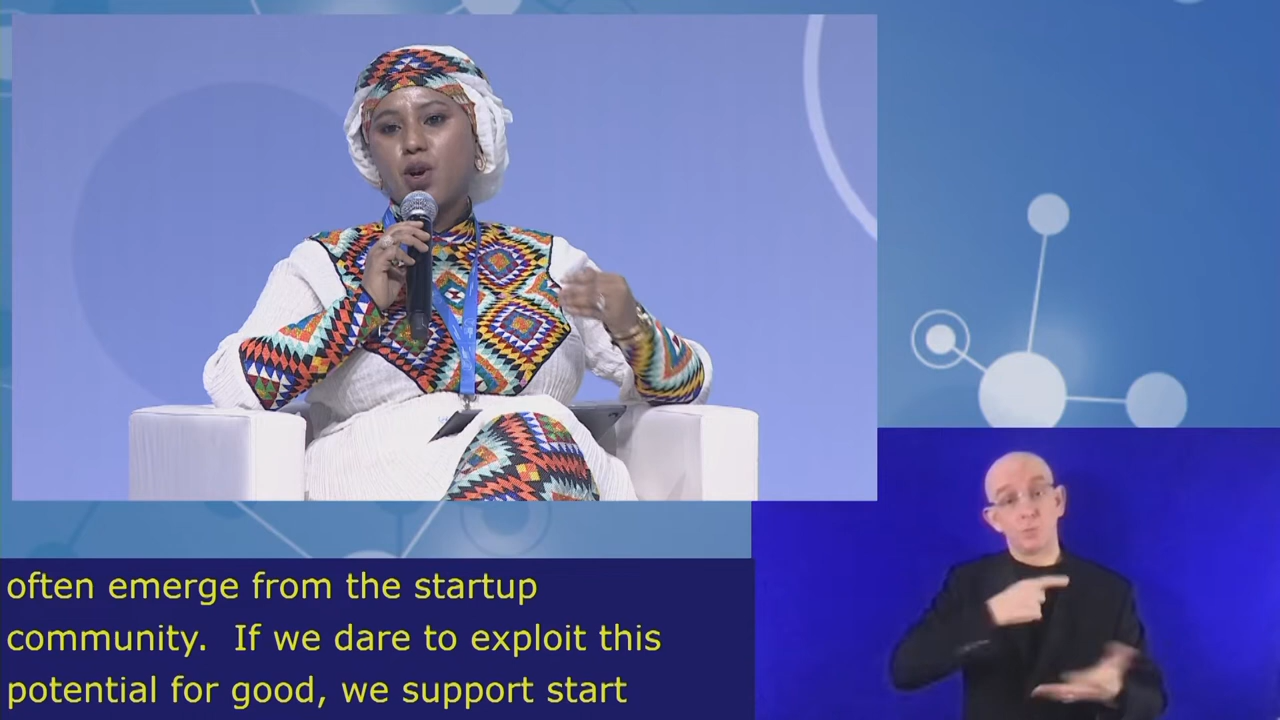 often emerge from the startup
community.  If we dare to exploit this
potential for good, we support start